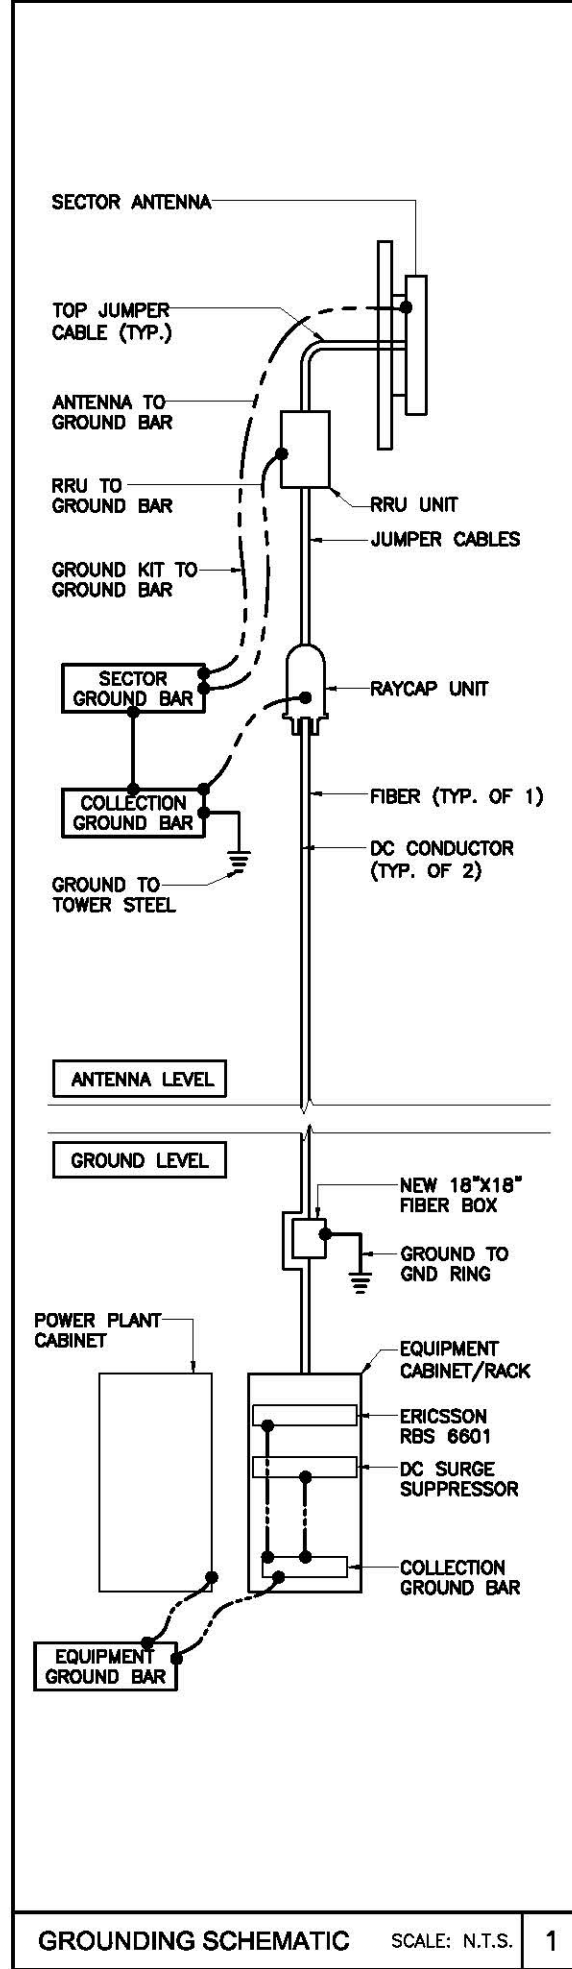 SECTOR ANTENNA
TOP JUMPER
CABLE (TYP.)
ANTENNA TO
GROUND BAR
RRU TO
GROUND BAR
RRU UNIT
JUMPER CABLES
GROUND KIT TO
GROUND BAR
SECTOR
GROUND BAR
RAYCAP UNIT
COLLECTION
GROUND BAR
FIBER (TYP. OF 1)
DC CONDUCTOR
(TYP. OF 2)
GROUND TO
TOWER STEEL
ANTENNA LEVEL
GROUND LEVEL
NEW 18"X18"
FIBER BOX
GROUND TO
GND RING
POWER PLANT
CABINET
EQUIPMENT
CABINET/RACK
ERICSSON
RBS 6601
DC SURGE
SUPPRESSOR
COLLECTION
GROUND BAR
EQUIPMENT
GROUND BAR
GROUNDING SCHEMATIC SCALE: N.T.S. 1